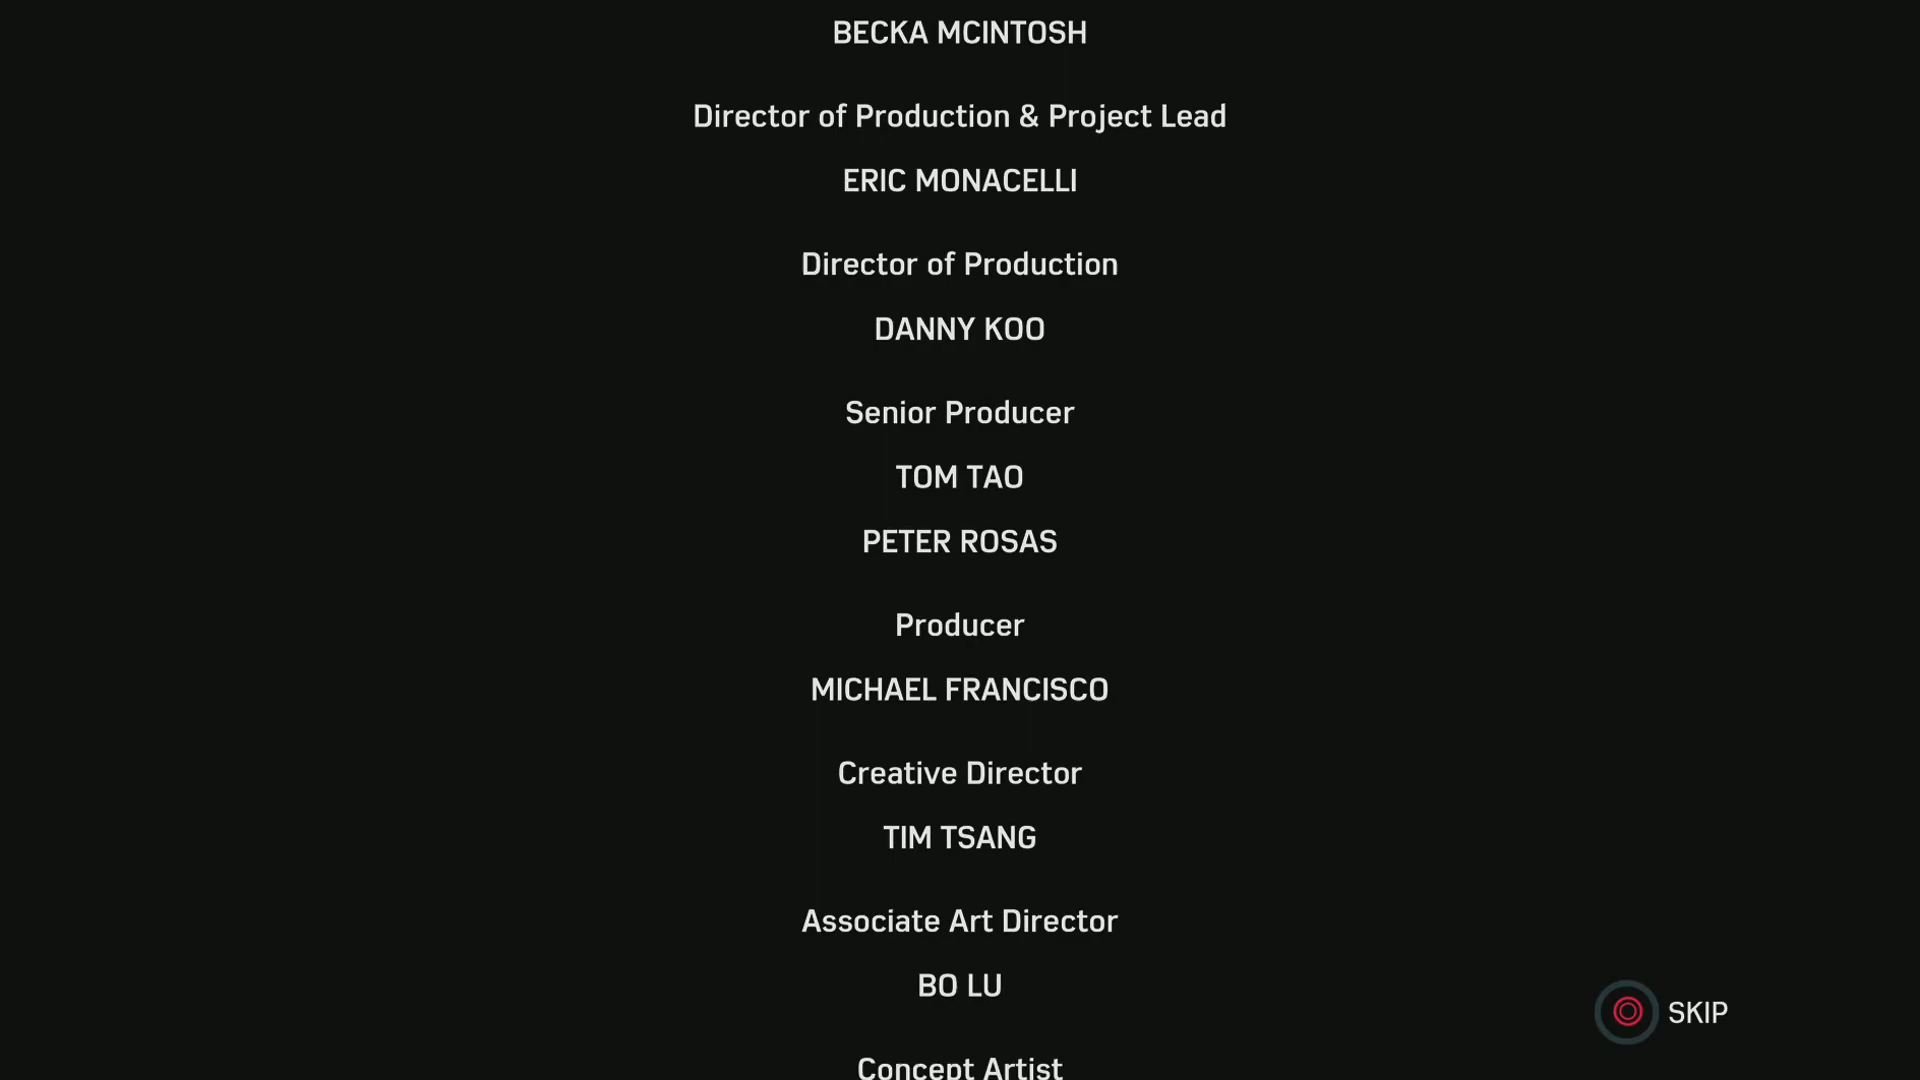 BECKA MCINTOSH
Director of Production & Project Lead
ERIC MONACELLI
Director of Production
DANNY KOO
Senior Producer
TOM TAO
PETER ROSAS
Producer
MICHAEL FRANCISCO
Creative Director
TIM TSANG
Associate Art Director
BO LU
SKIP
Concept Artist